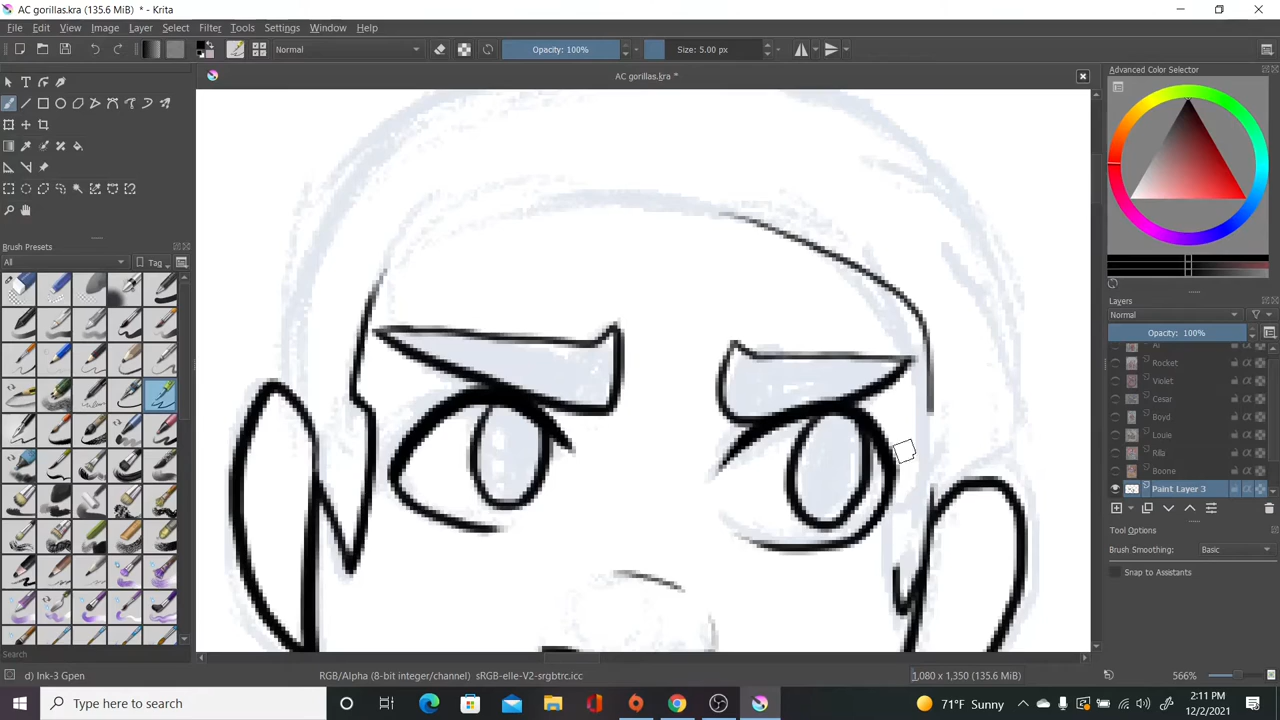 AC gorillas.kra (135.6 MiB) * - Krita
File Edit View Image Layer Select Filter Tools Settings Window Help
Normal Opacity: 100% Size: 5.00 px
AC gorillas.kra *
Advanced Color Selector
Brush Presets
All Tag
Search
Layers
Normal
Opacity: 100%
Rocket
Violet
Cesar
Boyd
Louie
Rilla
Boone
Paint Layer 3
Tool Options
Brush Smoothing: Basic
Snap to Assistants
d) Ink-3 Gpen RGB/Alpha (8-bit integer/channel) sRGB-elle-V2-srgbtrc.icc 1,080 x 1,350 (135.6 MiB) 566%
Type here to search 71°F Sunny 2:11 PM
12/2/2021